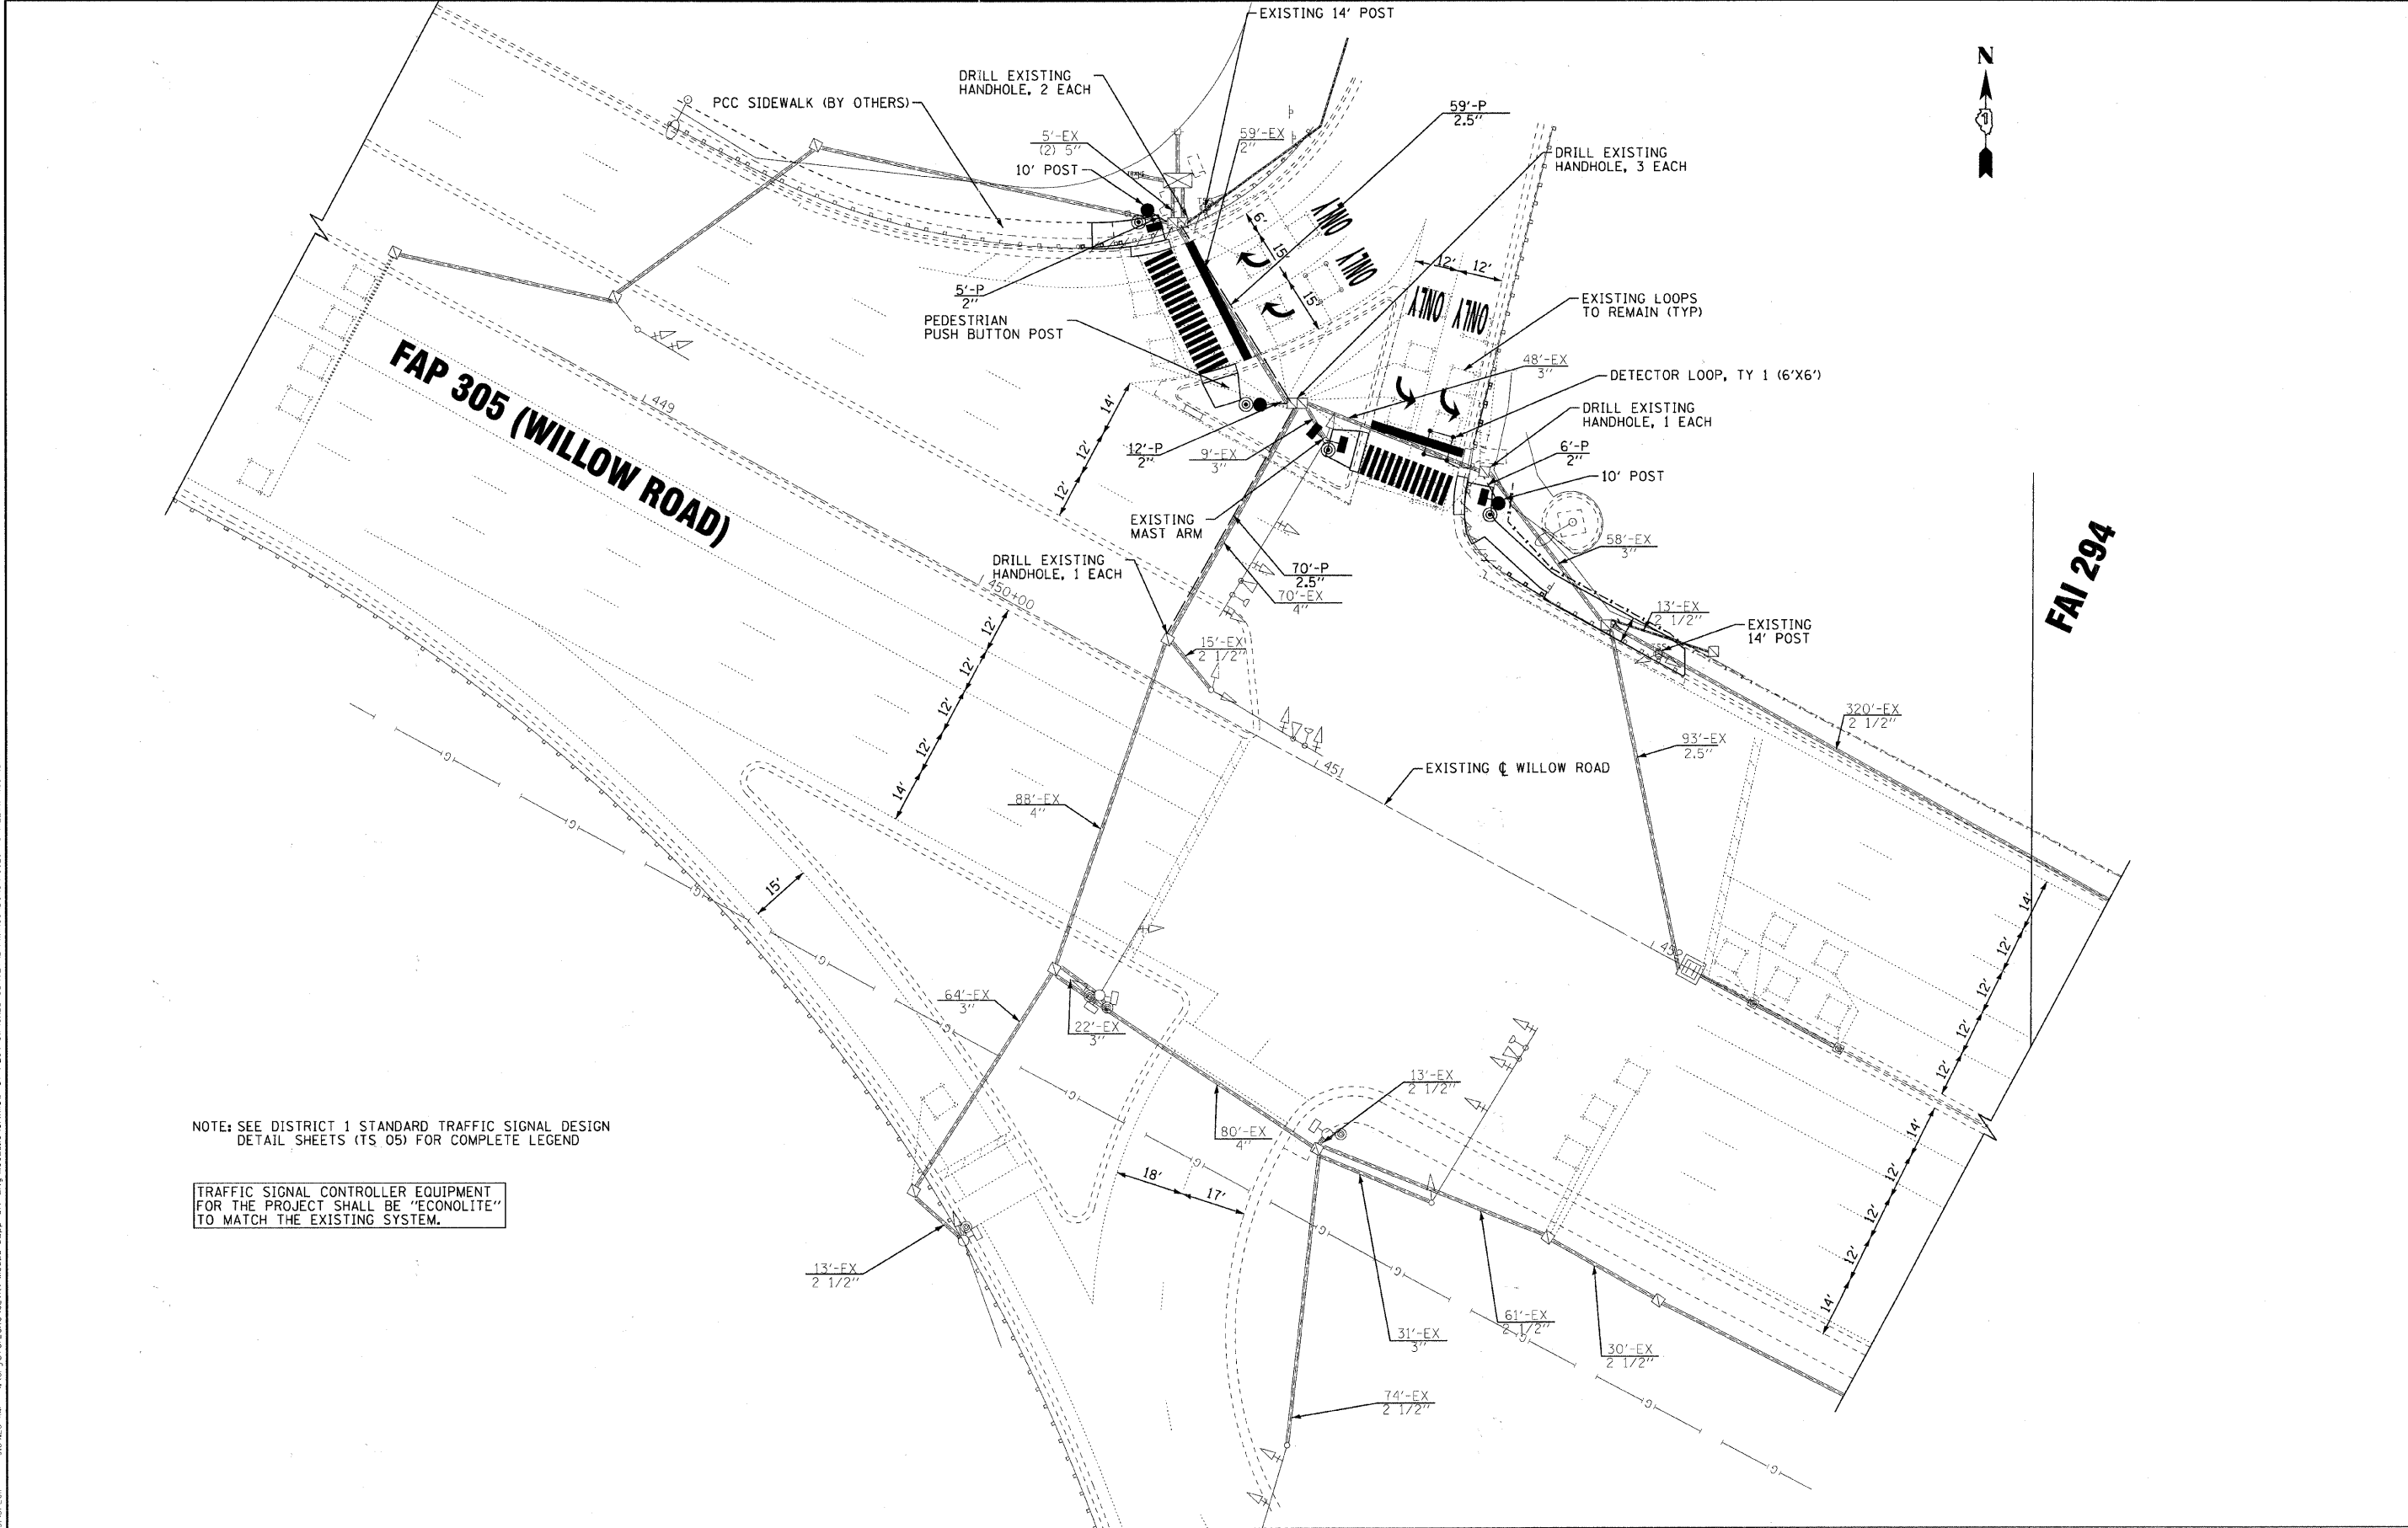 EXISTING 14' POST
N
1
DRILL EXISTING
HANDHOLE, 2 EACH
PCC SIDEWALK (BY OTHERS)
5'-EX
(2) 5"
59'-EX
2"
59'-P
2.5"
10' POST
DRILL EXISTING
HANDHOLE, 3 EACH
6'
15'
15'
ONLY
ONLY
12'
12'
ONLY
ONLY
5'-P
2"
PEDESTRIAN
PUSH BUTTON POST
EXISTING LOOPS
TO REMAIN (TYP)
48'-EX
3"
DETECTOR LOOP, TY 1 (6'X6')
DRILL EXISTING
HANDHOLE, 1 EACH
449
FAP 305 (WILLOW ROAD)
14'
12'
12'
12'-P
2"
9'-EX
3"
6'-P
2"
10' POST
EXISTING
MAST ARM
FAI 294
58'-EX
3"
DRILL EXISTING
HANDHOLE, 1 EACH
70'-P
2.5"
70'-EX
4"
450+00
13'-EX
2 1/2"
EXISTING
14' POST
15'-EX
2 1/2"
12'
12'
12'
12'
14'
320'-EX
2 1/2"
93'-EX
2.5"
451
EXISTING ℄ WILLOW ROAD
88'-EX
4"
G
G
G
G
G
G
G
G
G
G
G
G
15'
452
14'
12'
12'
12'
12'
64'-EX
3"
22'-EX
3"
13'-EX
2 1/2"
80'-EX
4"
14'
12'
12'
12'
14'
18'
17'
NOTE: SEE DISTRICT 1 STANDARD TRAFFIC SIGNAL DESIGN
DETAIL SHEETS (TS 05) FOR COMPLETE LEGEND
TRAFFIC SIGNAL CONTROLLER EQUIPMENT
FOR THE PROJECT SHALL BE "ECONOLITE"
TO MATCH THE EXISTING SYSTEM.
13'-EX
2 1/2"
61'-EX
2 1/2"
31'-EX
3"
30'-EX
2 1/2"
74'-EX
2 1/2"